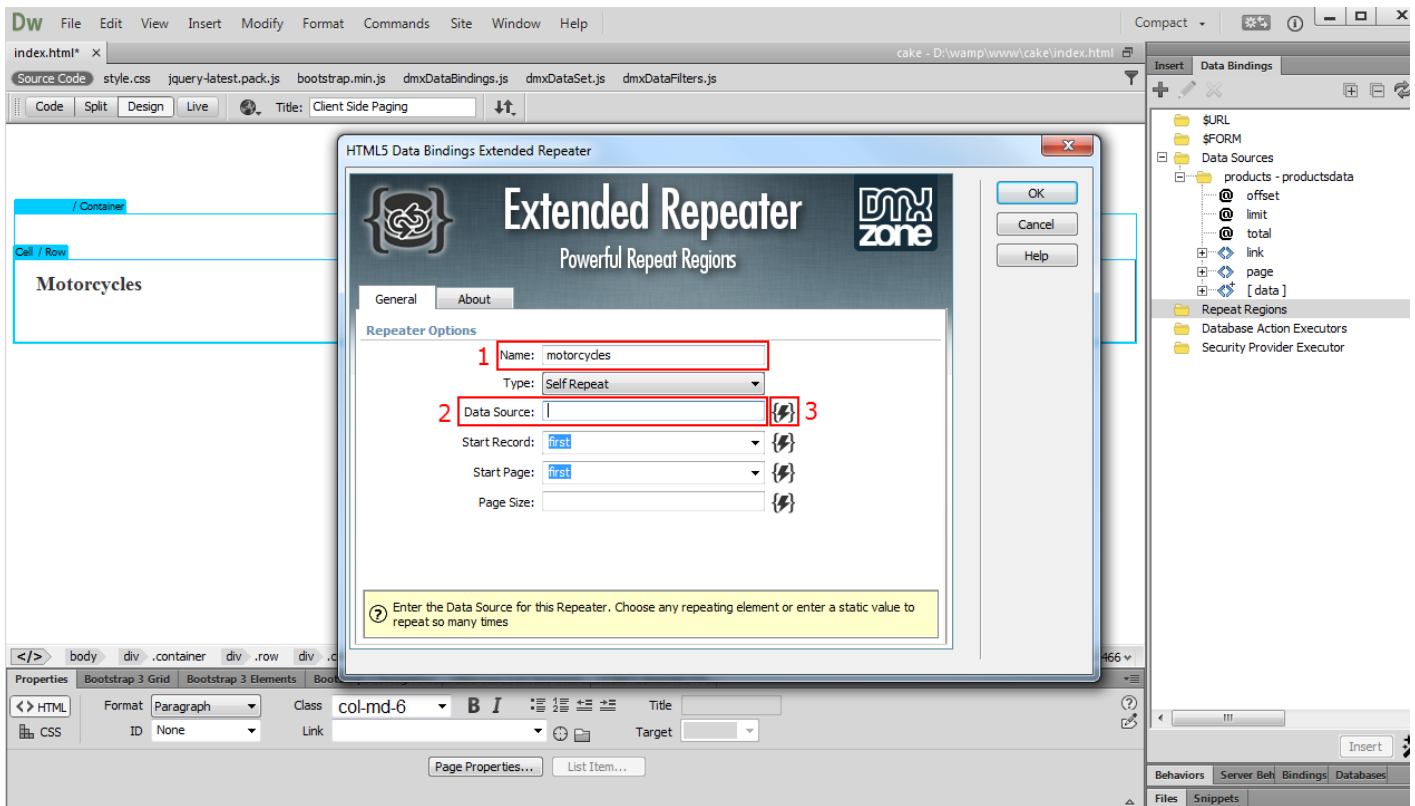 Dw File Edit View Insert Modify Format Commands Site Window Help Compact
index.html* × cake - D:\wamp\www\cake\index.html
Source Code style.css jquery-latest.pack.js bootstrap.min.js dmxDataBindings.js dmxDataSet.js dmxDataFilters.js
Code Split Design Live Title: Client Side Paging
/ Container
Cell / Row
Motorcycles
HTML5 Data Bindings Extended Repeater
Extended Repeater
Powerful Repeat Regions
DMX
zone
OK
Cancel
Help
General About
Repeater Options
1 Name: motorcycles
Type: Self Repeat
2 Data Source: 3
Start Record: first
Start Page: first
Page Size:
Enter the Data Source for this Repeater. Choose any repeating element or enter a static value to
repeat so many times
Insert Data Bindings
$URL
$FORM
Data Sources
products - productsdata
@ offset
@ limit
@ total
link
page
[ data ]
Repeat Regions
Database Action Executors
Security Provider Executor
</> body div .container div .row div 466
Properties Bootstrap 3 Grid Bootstrap 3 Elements
<> HTML Format Paragraph Class col-md-6 B I Title
CSS ID None Link Target
Page Properties... List Item...
Insert
Behaviors Server Beh Bindings Databases
Files Snippets